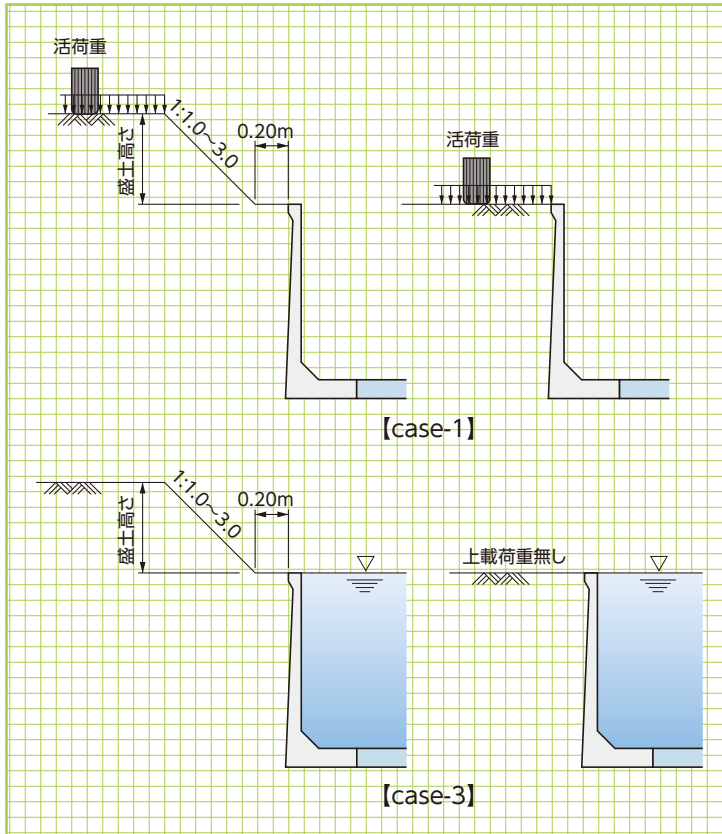 活荷重
1:1.0～3.0
0.20m
盛土高さ
活荷重
【case-1】
1:1.0～3.0
0.20m
盛土高さ
上載荷重無し
【case-3】